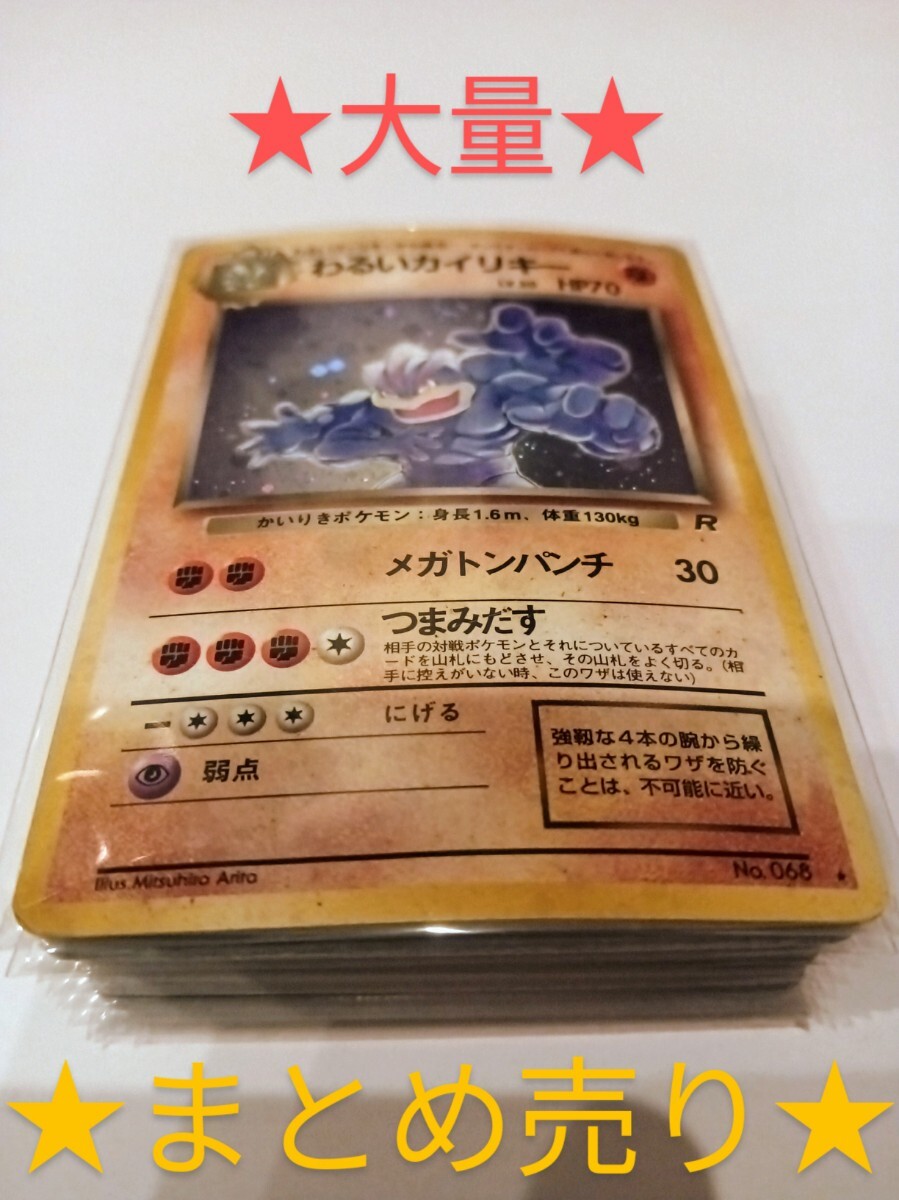 ★大量★
わるいカイリキー
HP70
かいりきポケモン:身長1.6m、体重130kg
R
メガトンパンチ 30
つまみだす
相手の対戦ポケモンとそれについているすべてのカ
ードを山札にもどさせ、その山札をよく切る。(相
手に控えがいない時、このワザは使えない)
にげる
弱点
強靱な4本の腕から繰
り出されるワザを防ぐ
ことは、不可能に近い。
Illus. Mitsuhiro Arita
No. 068
★まとめ売り★